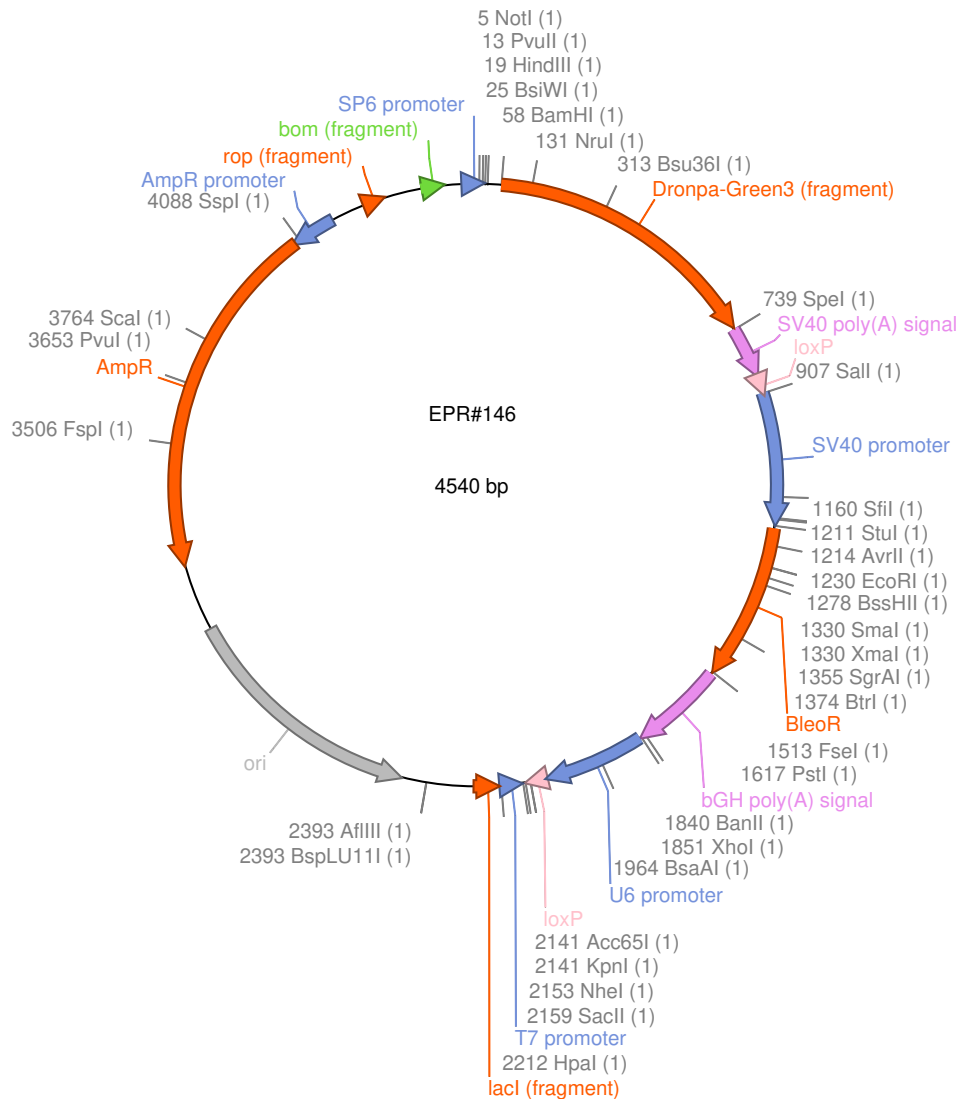 5 NotI (1)
13 PvuII (1)
19 HindIII (1)
25 BsiWI (1)
SP6 promoter
58 BamHI (1)
bom (fragment)
131 NruI (1)
rop (fragment)
313 Bsu36I (1)
AmpR promoter
Dronpa-Green3 (fragment)
4088 SspI (1)
739 SpeI (1)
3764 ScaI (1)
SV40 poly(A) signal
3653 PvuI (1)
loxP
AmpR
907 SalI (1)
EPR#146
3506 FspI (1)
SV40 promoter
4540 bp
1160 SfiI (1)
1211 StuI (1)
1214 AvrII (1)
1230 EcoRI (1)
1278 BssHII (1)
1330 SmaI (1)
1330 XmaI (1)
1355 SgrAI (1)
1374 BtrI (1)
BleoR
1513 FseI (1)
ori
1617 PstI (1)
bGH poly(A) signal
1840 BanII (1)
2393 AflIII (1)
1851 XhoI (1)
2393 BspLU11I (1)
1964 BsaAI (1)
U6 promoter
loxP
2141 Acc65I (1)
2141 KpnI (1)
2153 NheI (1)
2159 SacII (1)
T7 promoter
2212 HpaI (1)
lacI (fragment)